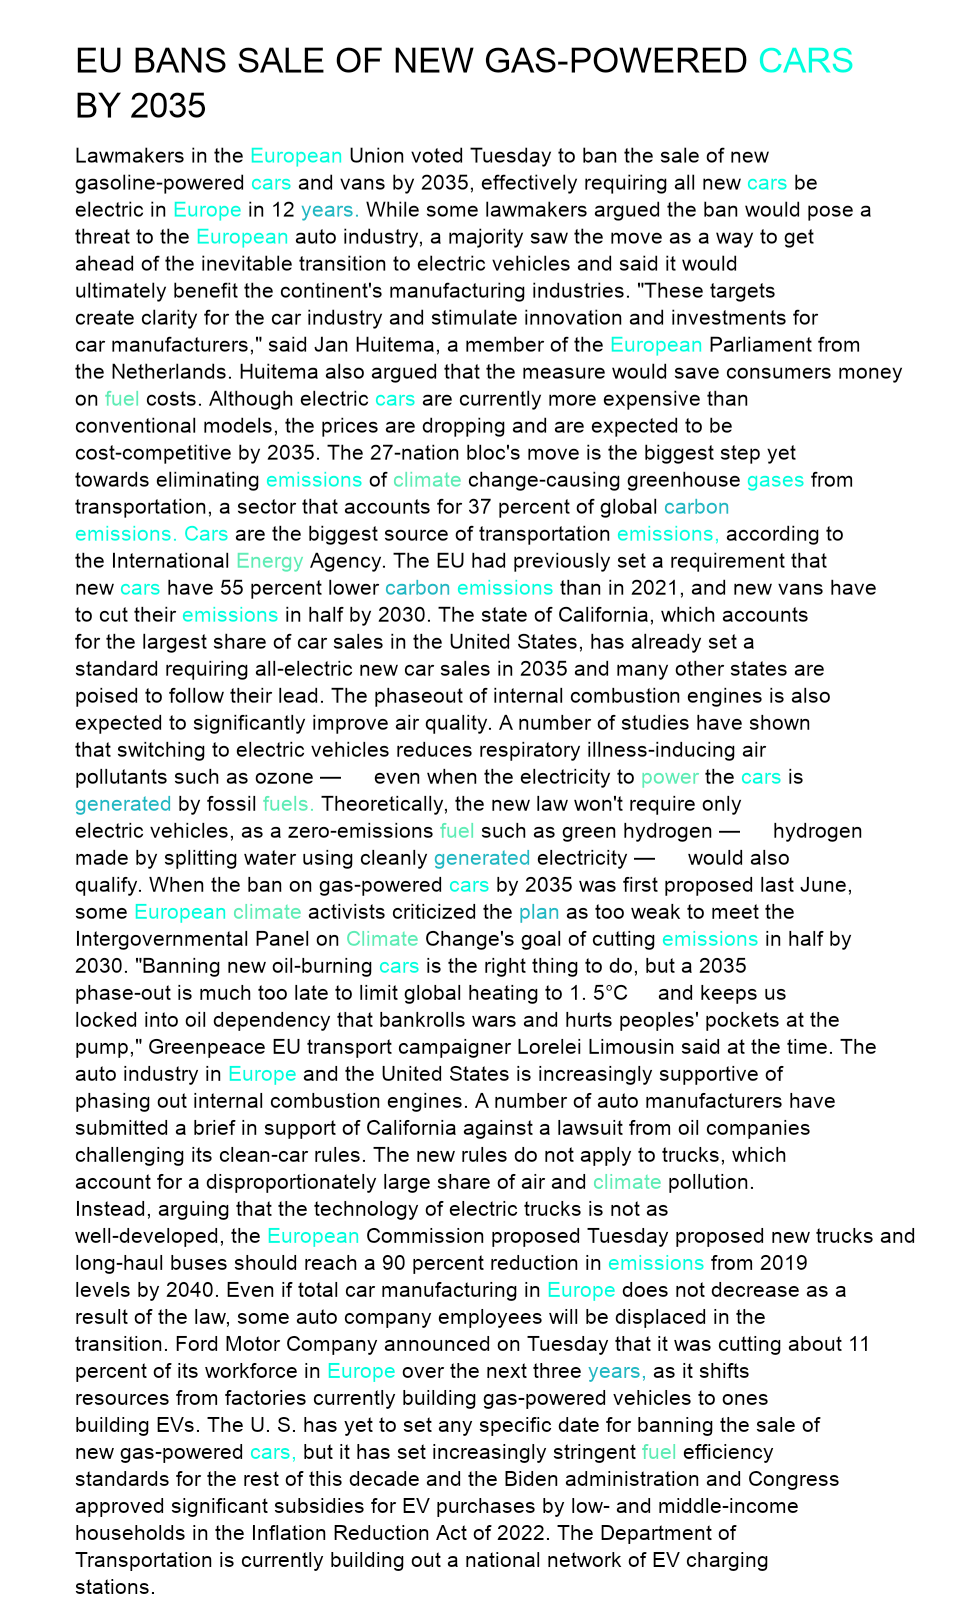 EU BANS SALE OF NEW GAS-POWERED CARS
BY 2035
Lawmakers in the European Union voted Tuesday to ban the sale of new
gasoline-powered cars and vans by 2035, effectively requiring all new cars be
electric in Europe in 12 years. While some lawmakers argued the ban would pose a
threat to the European auto industry, a majority saw the move as a way to get
ahead of the inevitable transition to electric vehicles and said it would
ultimately benefit the continent's manufacturing industries. "These targets
create clarity for the car industry and stimulate innovation and investments for
car manufacturers," said Jan Huitema, a member of the European Parliament from
the Netherlands. Huitema also argued that the measure would save consumers money
on fuel costs. Although electric cars are currently more expensive than
conventional models, the prices are dropping and are expected to be
cost-competitive by 2035. The 27-nation bloc's move is the biggest step yet
towards eliminating emissions of climate change-causing greenhouse gases from
transportation, a sector that accounts for 37 percent of global carbon
emissions. Cars are the biggest source of transportation emissions, according to
the International Energy Agency. The EU had previously set a requirement that
new cars have 55 percent lower carbon emissions than in 2021, and new vans have
to cut their emissions in half by 2030. The state of California, which accounts
for the largest share of car sales in the United States, has already set a
standard requiring all-electric new car sales in 2035 and many other states are
poised to follow their lead. The phaseout of internal combustion engines is also
expected to significantly improve air quality. A number of studies have shown
that switching to electric vehicles reduces respiratory illness-inducing air
pollutants such as ozone — even when the electricity to power the cars is
generated by fossil fuels. Theoretically, the new law won't require only
electric vehicles, as a zero-emissions fuel such as green hydrogen — hydrogen
made by splitting water using cleanly generated electricity — would also
qualify. When the ban on gas-powered cars by 2035 was first proposed last June,
some European climate activists criticized the plan as too weak to meet the
Intergovernmental Panel on Climate Change's goal of cutting emissions in half by
2030. "Banning new oil-burning cars is the right thing to do, but a 2035
phase-out is much too late to limit global heating to 1. 5°C and keeps us
locked into oil dependency that bankrolls wars and hurts peoples' pockets at the
pump," Greenpeace EU transport campaigner Lorelei Limousin said at the time. The
auto industry in Europe and the United States is increasingly supportive of
phasing out internal combustion engines. A number of auto manufacturers have
submitted a brief in support of California against a lawsuit from oil companies
challenging its clean-car rules. The new rules do not apply to trucks, which
account for a disproportionately large share of air and climate pollution.
Instead, arguing that the technology of electric trucks is not as
well-developed, the European Commission proposed Tuesday proposed new trucks and
long-haul buses should reach a 90 percent reduction in emissions from 2019
levels by 2040. Even if total car manufacturing in Europe does not decrease as a
result of the law, some auto company employees will be displaced in the
transition. Ford Motor Company announced on Tuesday that it was cutting about 11
percent of its workforce in Europe over the next three years, as it shifts
resources from factories currently building gas-powered vehicles to ones
building EVs. The U. S. has yet to set any specific date for banning the sale of
new gas-powered cars, but it has set increasingly stringent fuel efficiency
standards for the rest of this decade and the Biden administration and Congress
approved significant subsidies for EV purchases by low- and middle-income
households in the Inflation Reduction Act of 2022. The Department of
Transportation is currently building out a national network of EV charging
stations.